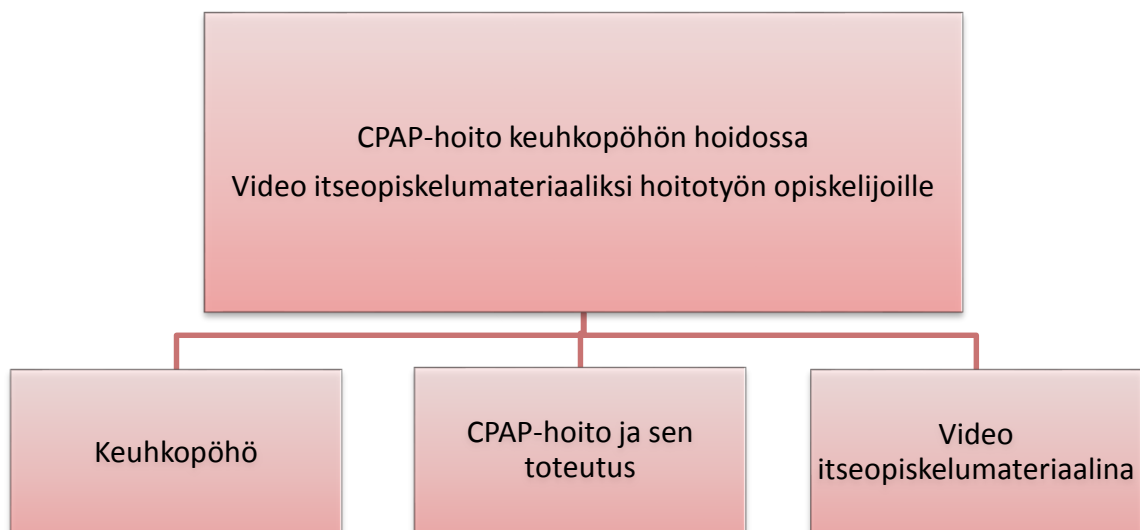 CPAP-hoito keuhkopöhön hoidossa
Video itseopiskelumateriaaliksi hoitotyön opiskelijoille
Keuhkopöhö
CPAP-hoito ja sen
toteutus
Video
itseopiskelumateriaalina